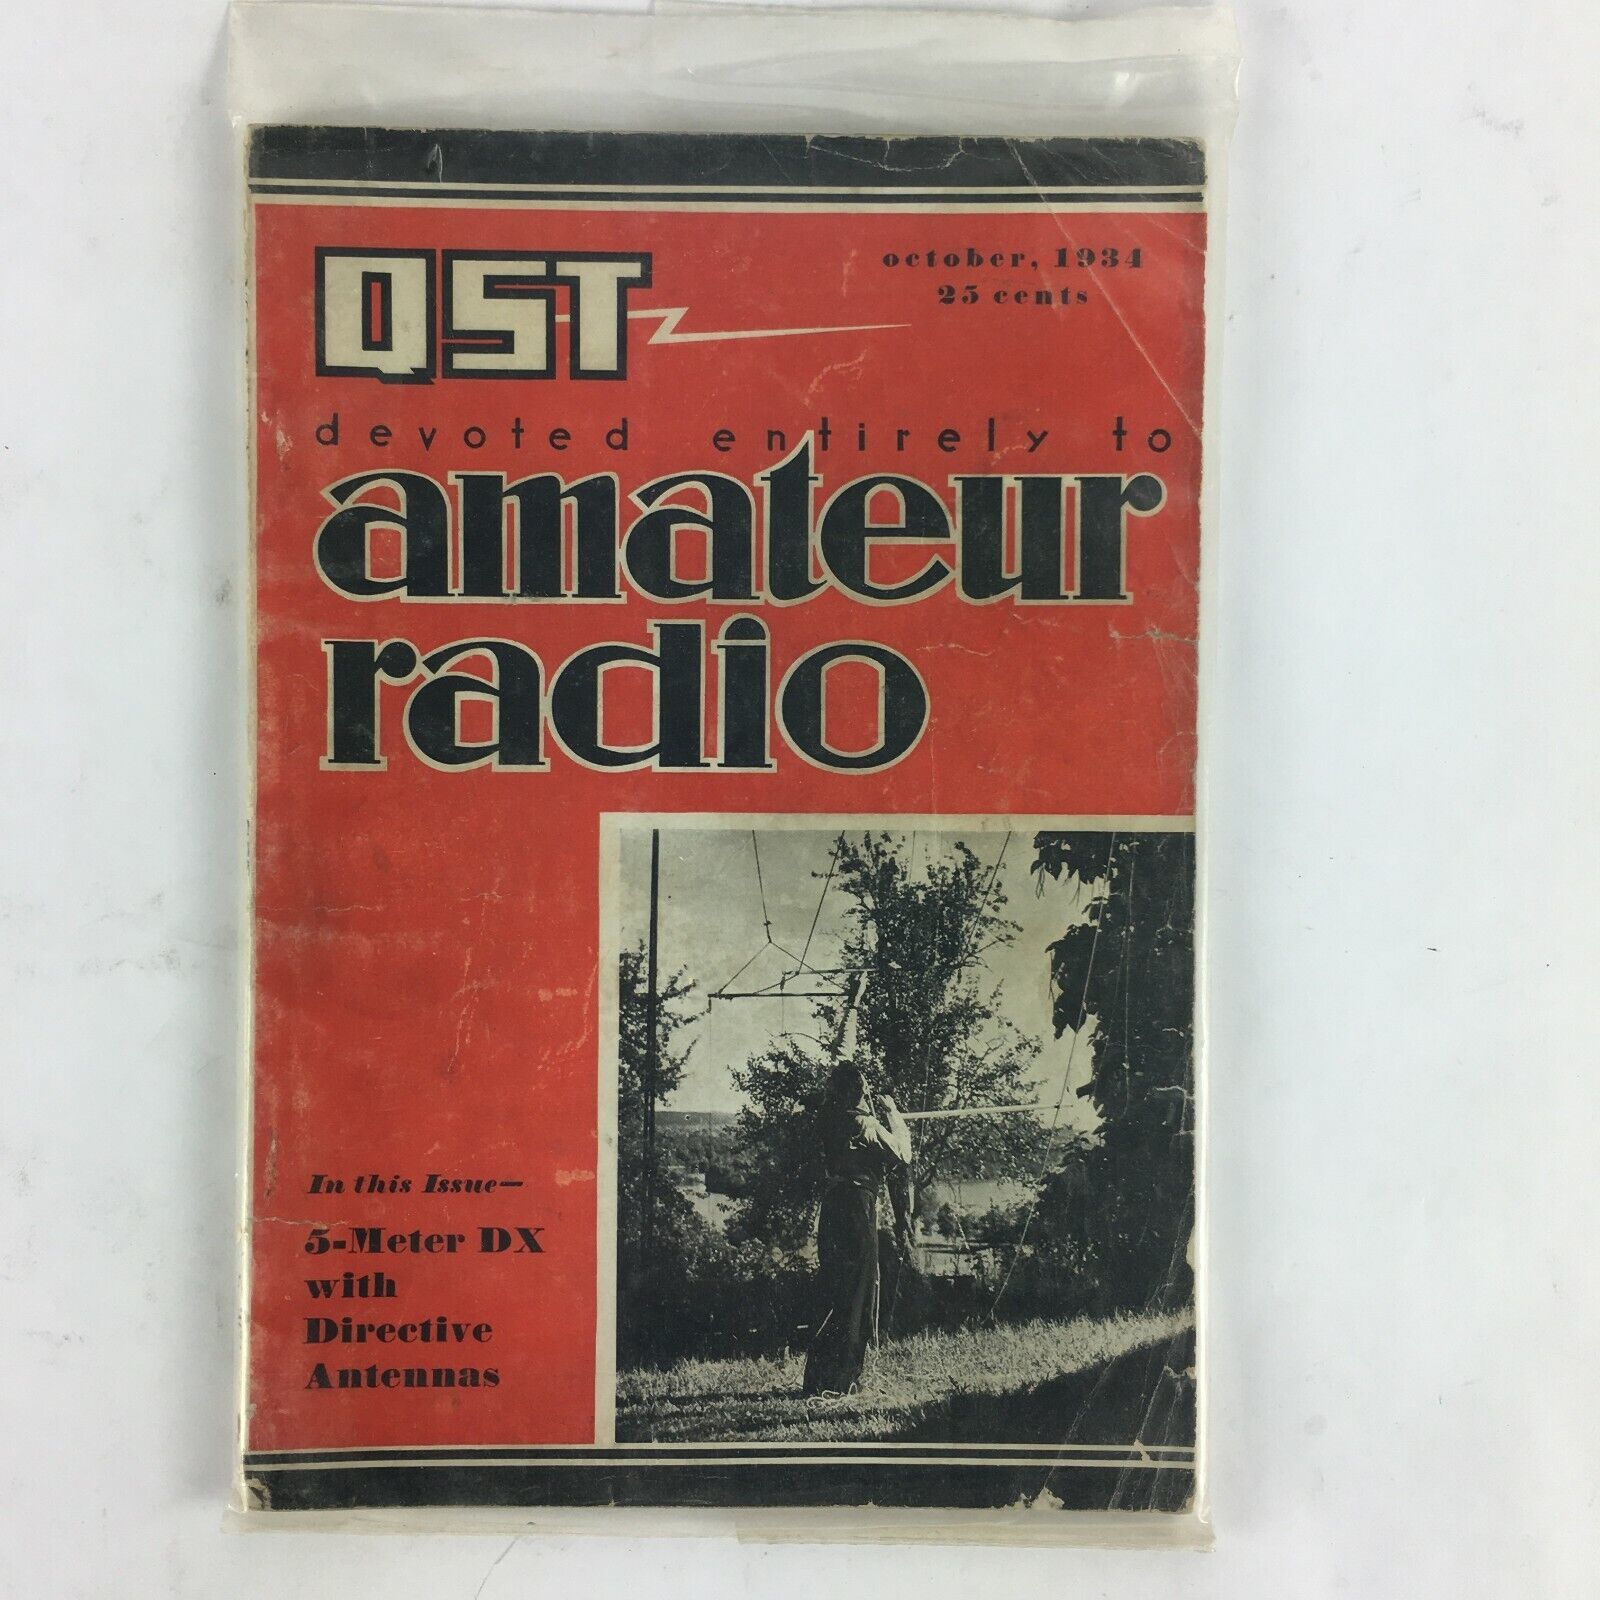 QST
october, 1934
25 cents
devoted entirely to
amateur
radio
In this Issue—
5-Meter DX
with
Directive
Antennas